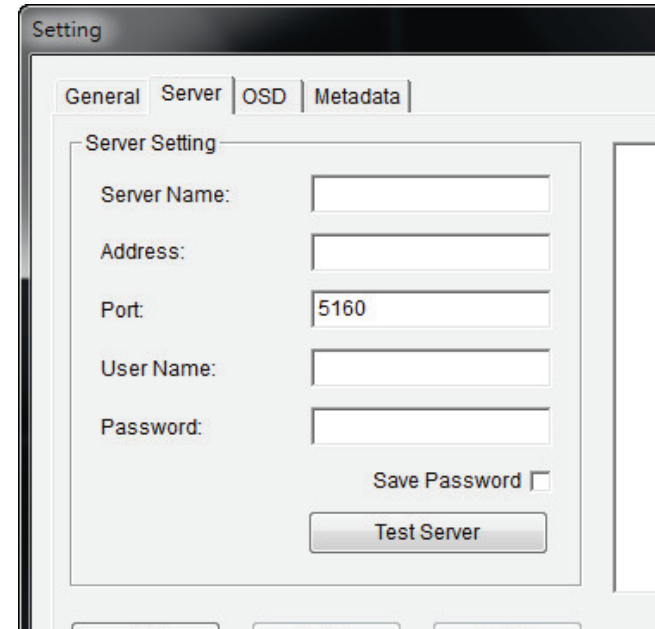 Setting
General Server OSD Metadata
Server Setting
Server Name:
Address:
Port: 5160
User Name:
Password:
Save Password
Test Server